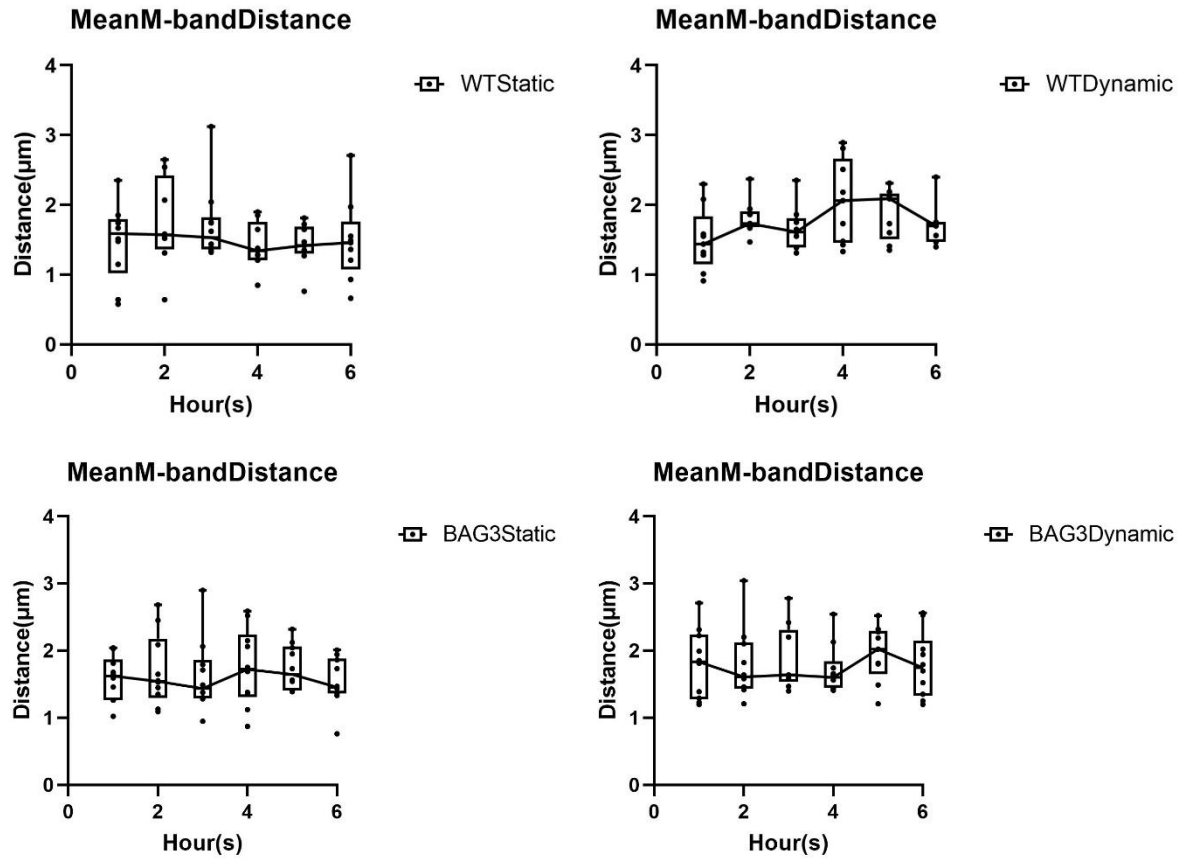 MeanM-bandDistance
WTStatic
Distance(μm)
4
3
2
1
0
0 2 4 6
Hour(s)
MeanM-bandDistance
WTDynamic
Distance(μm)
4
3
2
1
0
0 2 4 6
Hour(s)
MeanM-bandDistance
BAG3Static
Distance(μm)
4
3
2
1
0
0 2 4 6
Hour(s)
MeanM-bandDistance
BAG3Dynamic
Distance(μm)
4
3
2
1
0
0 2 4 6
Hour(s)